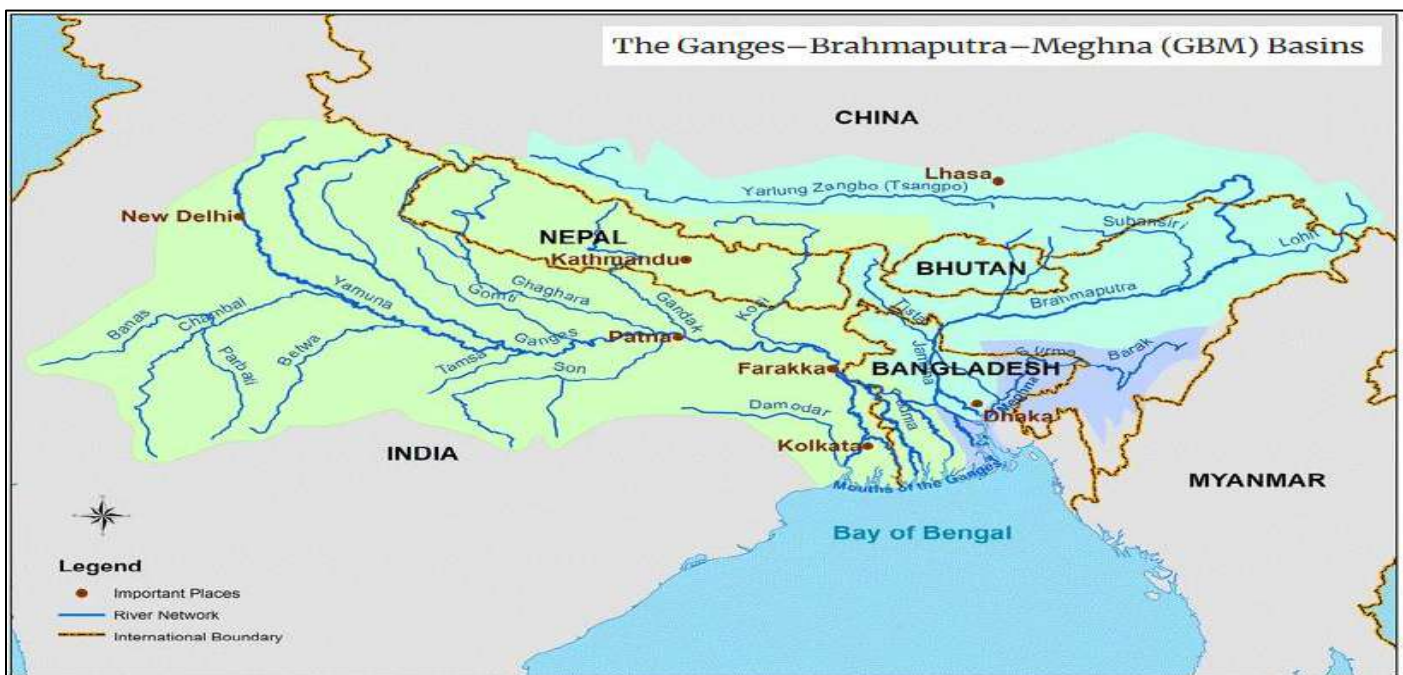 The Ganges–Brahmaputra–Meghna (GBM) Basins
CHINA
Lhasa
Yarlung Zangbo (Tsangpo)
New Delhi
Subansiri
NEPAL
Kathmandu
BHUTAN
Lohit
Brahmaputra
Yamuna
Ghaghara
Gomti
Gandak
Kosi
Tista
Banas
Chambal
Parbati
Betwa
Ganges
Patna
Tamsa
Son
Farakka
BANGLADESH
Jamuna
Barak
Meghna
Padma
Dhaka
Damodar
Kolkata
INDIA
Mouths of the Ganges
MYANMAR
Bay of Bengal
Legend
Important Places
River Network
International Boundary